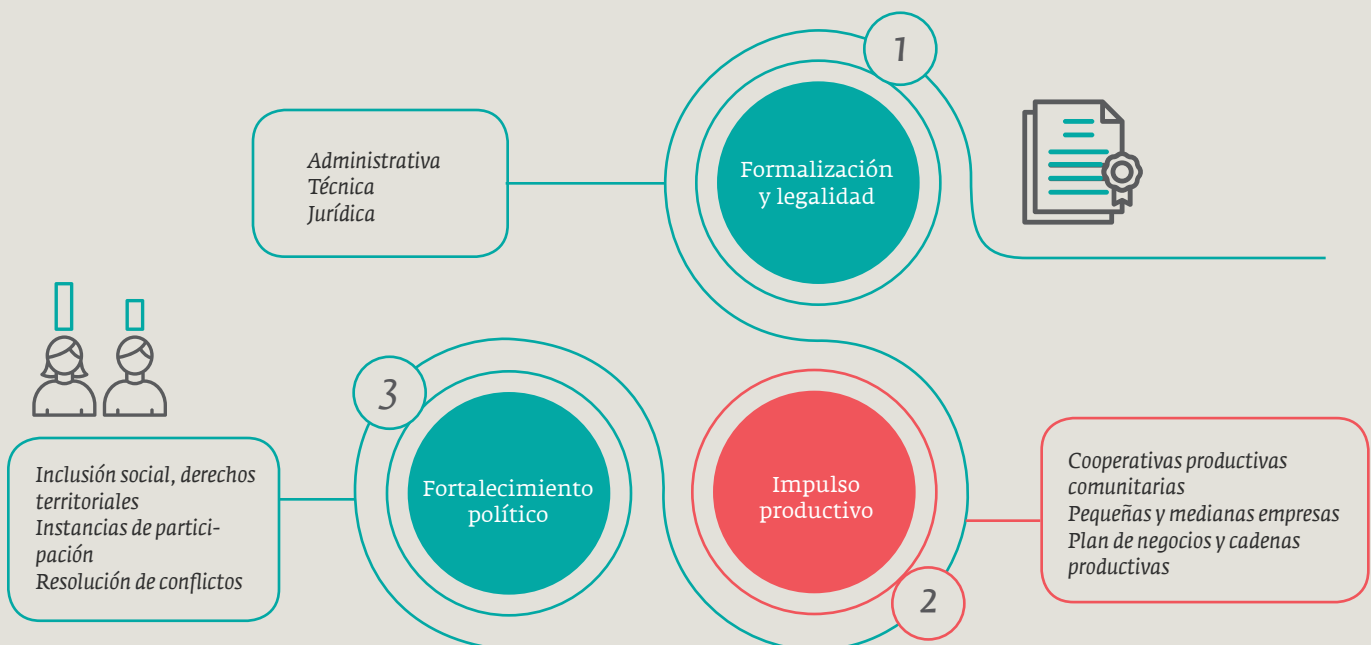 1
Formalización
y legalidad
Administrativa
Técnica
Jurídica
2
Impulso
productivo
Cooperativas productivas
comunitarias
Pequeñas y medianas empresas
Plan de negocios y cadenas
productivas
3
Fortalecimiento
político
Inclusión social, derechos
territoriales
Instancias de partici-
pación
Resolución de conflictos